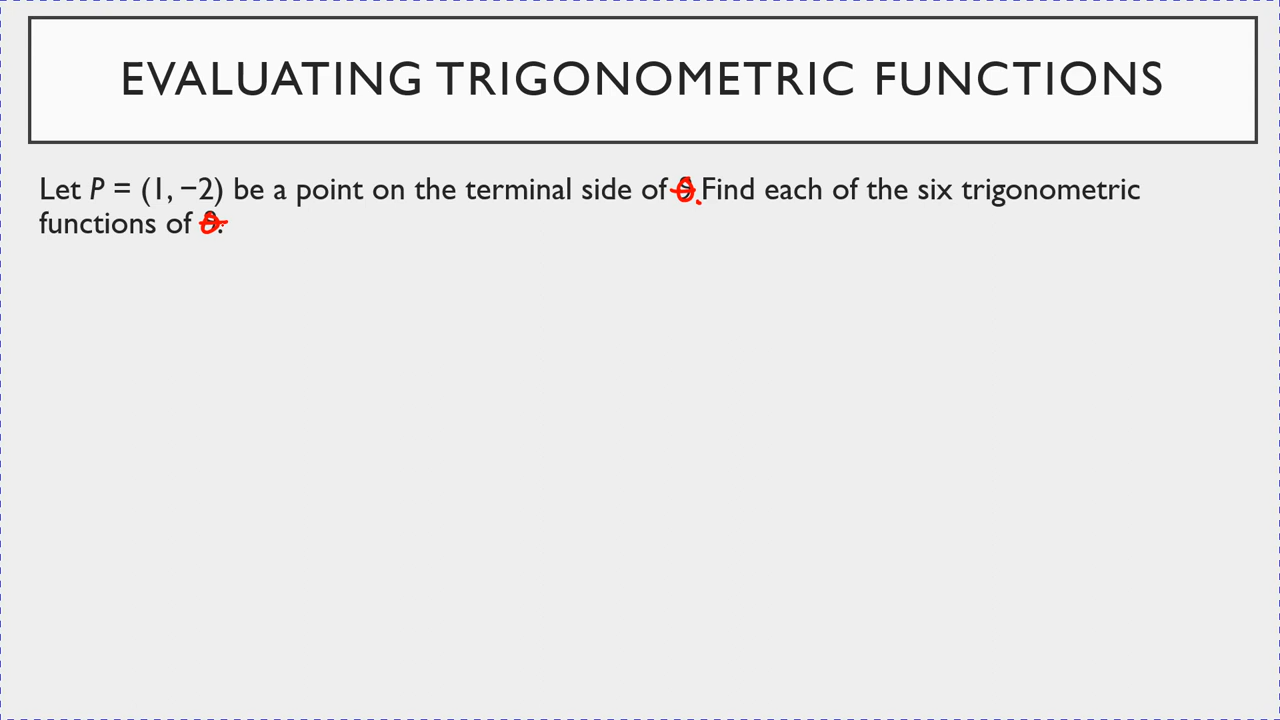 EVALUATING TRIGONOMETRIC FUNCTIONS
Let P = (1, −2) be a point on the terminal side of θ. Find each of the six trigonometric
functions of θ.